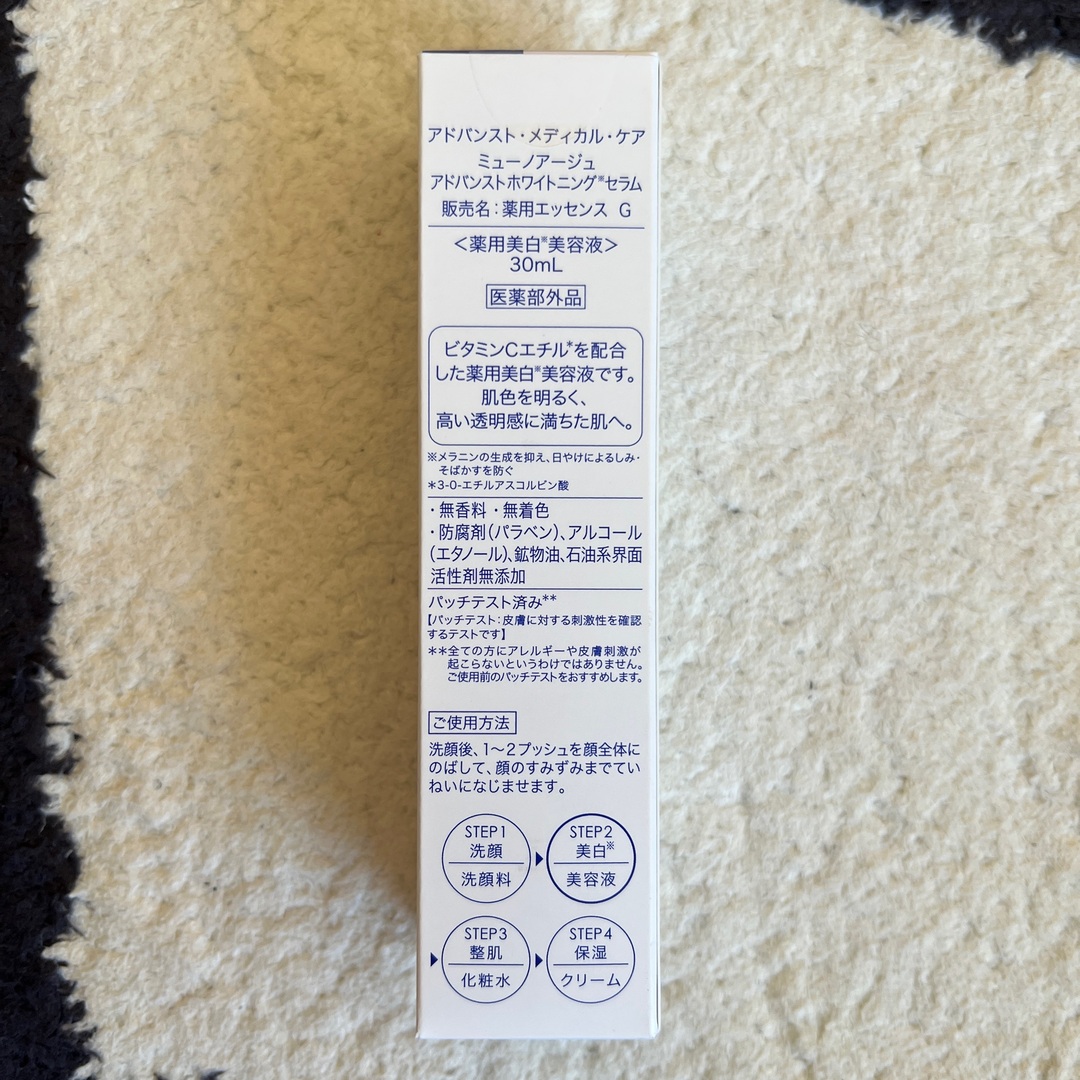 アドバンスト・メディカル・ケア
ミューノアージュ
アドバンストホワイトニング※セラム
販売名：薬用エッセンス G
＜薬用美白※美容液＞
30mL
医薬部外品
ビタミンCエチル*を配合
した薬用美白※美容液です。
肌色を明るく、
高い透明感に満ちた肌へ。
※メラニンの生成を抑え、日やけによるしみ・
そばかすを防ぐ
*3-O-エチルアスコルビン酸
・無香料 ・無着色
・防腐剤（パラベン）、アルコール
（エタノール）、鉱物油、石油系界面
活性剤無添加
パッチテスト済み**
【パッチテスト：皮膚に対する刺激性を確認
するテストです】
**全ての方にアレルギーや皮膚刺激が
起こらないというわけではありません。
ご使用前のパッチテストをおすすめします。
ご使用方法
洗顔後、1〜2プッシュを顔全体に
のばして、顔のすみずみまでてい
ねいになじませます。
STEP1
洗顔
洗顔料
STEP2
美白※
美容液
STEP3
整肌
化粧水
STEP4
保湿
クリーム